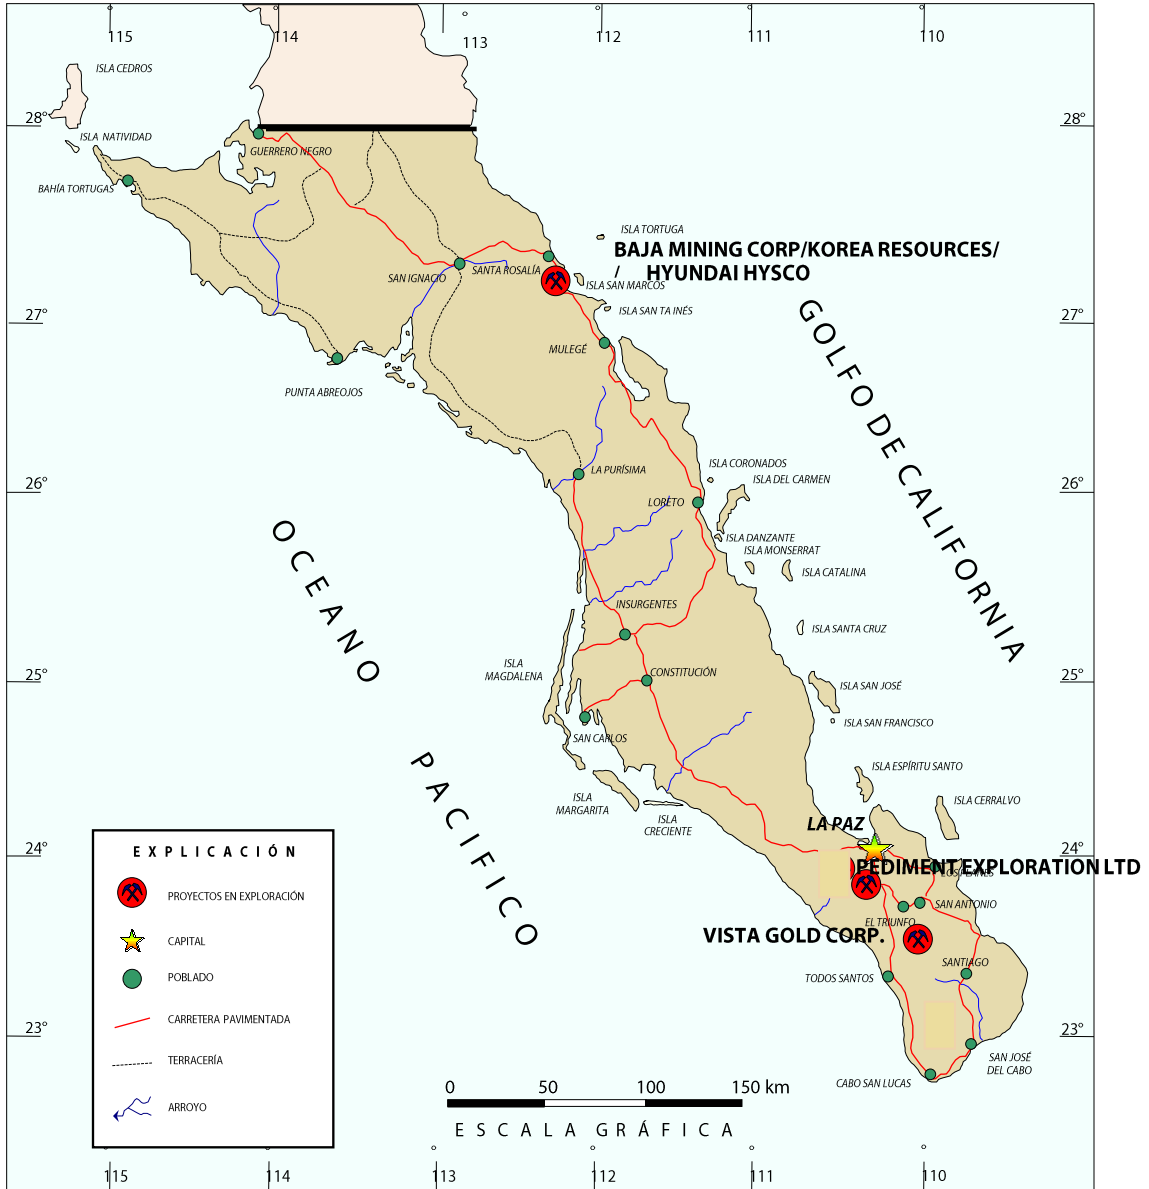 115
114
113
112
111
110
ISLA CEDROS
28°
28°
ISLA NATIVIDAD
GUERRERO NEGRO
BAHÍA TORTUGAS
ISLA TORTUGA
BAJA MINING CORP/KOREA RESOURCES/
/ HYUNDAI HYSCO
SANTA ROSALÍA
SAN IGNACIO
ISLA SAN MARCOS
ISLA SAN TA INÉS
27°
27°
MULEGÉ
PUNTA ABREOJOS
GOLFO DE CALIFORNIA
LA PURÍSIMA
ISLA CORONADOS
ISLA DEL CARMEN
26°
26°
LORETO
ISLA DANZANTE
ISLA MONSERRAT
ISLA CATALINA
OCEANO
INSURGENTES
ISLA SANTA CRUZ
ISLA
MAGDALENA
CONSTITUCIÓN
25°
25°
ISLA SAN JOSÉ
ISLA SAN FRANCISCO
SAN CARLOS
PACIFICO
ISLA ESPÍRITU SANTO
ISLA
MARGARITA
ISLA
CRECIENTE
ISLA CERRALVO
LA PAZ
24°
24°
PEDIMENT EXPLORATION LTD
LOS PLANES
SAN ANTONIO
EL TRIUNFO
VISTA GOLD CORP.
SANTIAGO
TODOS SANTOS
23°
23°
SAN JOSÉ
DEL CABO
CABO SAN LUCAS
EXPLICACIÓN
PROYECTOS EN EXPLORACIÓN
CAPITAL
POBLADO
CARRETERA PAVIMENTADA
TERRACERÍA
ARROYO
0 50 100 150 km
ESCALA GRÁFICA
115
114
113
112
111
110